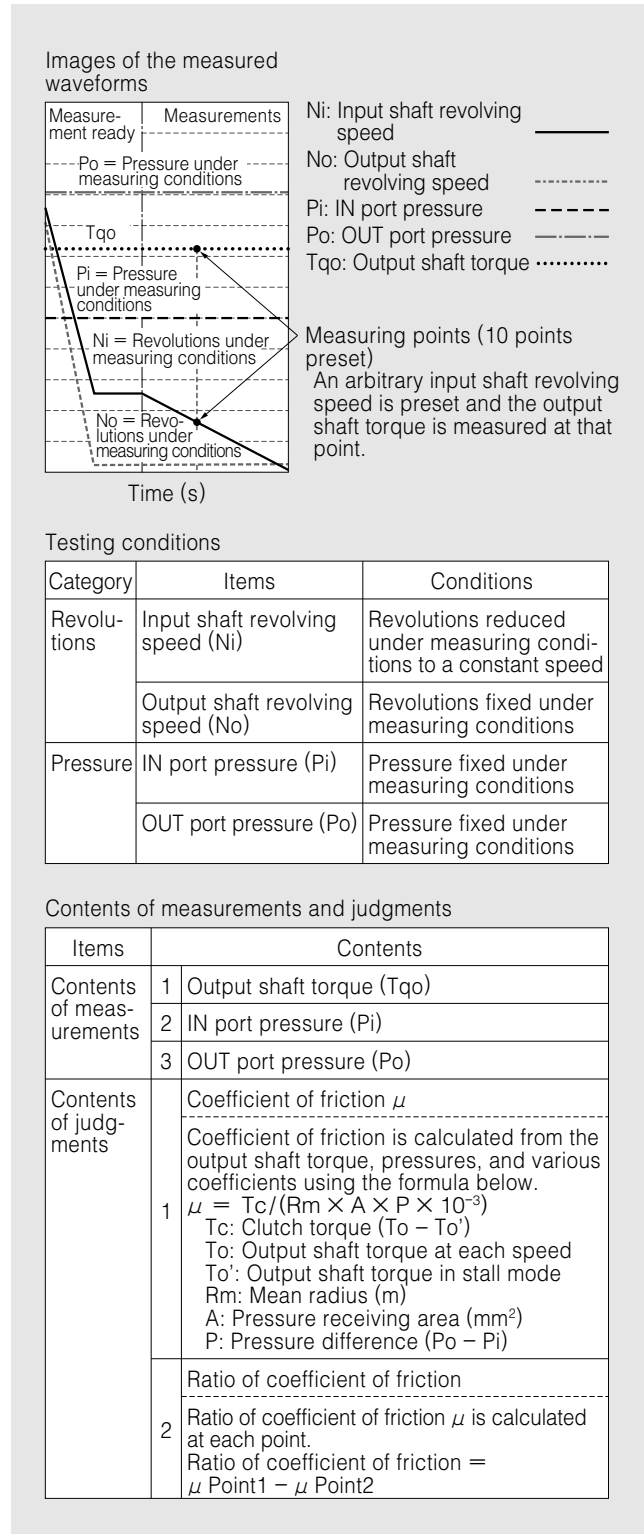 Images of the measured
waveforms
Measure-
ment ready
Measurements
Po = Pressure under
measuring conditions
Tqo
Pi = Pressure
under measuring
conditions
Ni = Revolutions under
measuring conditions
No = Revo-
lutions under
measuring conditions
Time (s)
Ni: Input shaft revolving
speed
No: Output shaft
revolving speed
Pi: IN port pressure
Po: OUT port pressure
Tqo: Output shaft torque
Measuring points (10 points
preset)
An arbitrary input shaft revolving
speed is preset and the output
shaft torque is measured at that
point.
Testing conditions
Category Items Conditions
Revolu-
tions
Input shaft revolving
speed (Ni)
Revolutions reduced
under measuring condi-
tions to a constant speed
Output shaft revolving
speed (No)
Revolutions fixed under
measuring conditions
Pressure
IN port pressure (Pi)
Pressure fixed under
measuring conditions
OUT port pressure (Po)
Pressure fixed under
measuring conditions
Contents of measurements and judgments
Items Contents
Contents
of meas-
urements
1 Output shaft torque (Tqo)
2 IN port pressure (Pi)
3 OUT port pressure (Po)
Contents
of judg-
ments
1
Coefficient of friction μ
Coefficient of friction is calculated from the
output shaft torque, pressures, and various
coefficients using the formula below.
μ = Tc/(Rm × A × P × 10⁻³)
Tc: Clutch torque (To − To’)
To: Output shaft torque at each speed
To’: Output shaft torque in stall mode
Rm: Mean radius (m)
A: Pressure receiving area (mm²)
P: Pressure difference (Po − Pi)
2
Ratio of coefficient of friction
Ratio of coefficient of friction μ is calculated
at each point.
Ratio of coefficient of friction =
μ Point1 − μ Point2